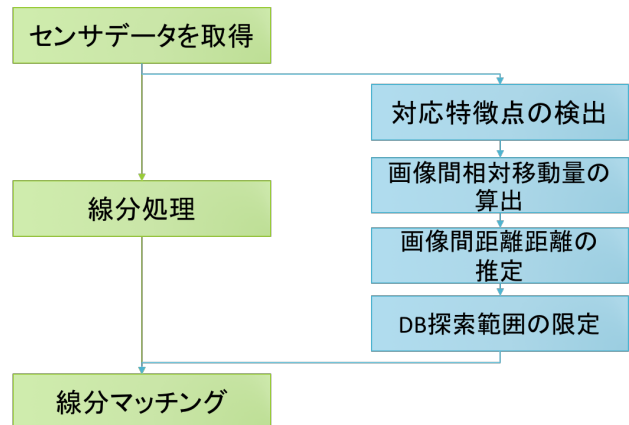 センサデータを取得
対応特徴点の検出
画像間相対移動量の
算出
線分処理
画像間距離距離の
推定
DB探索範囲の限定
線分マッチング